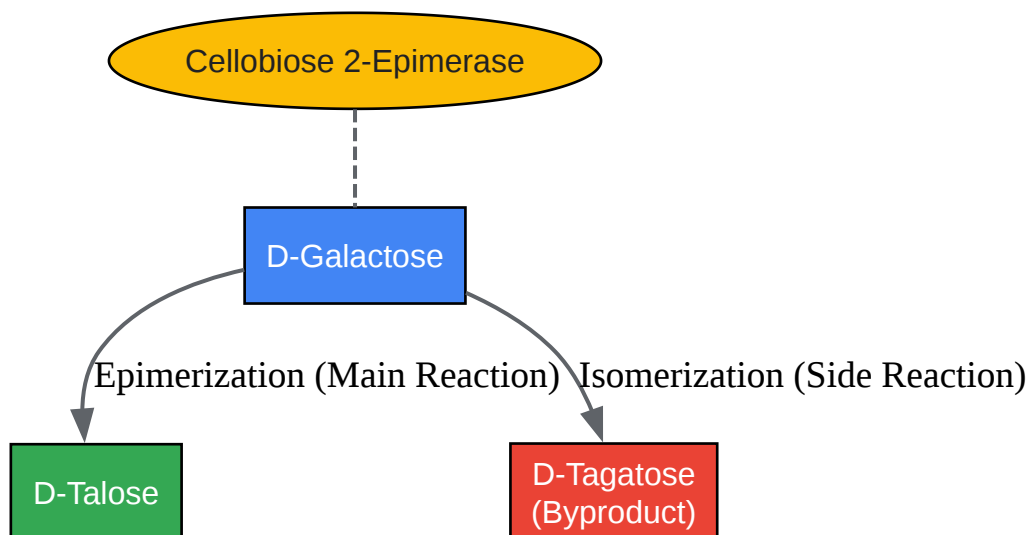 Cellobiose 2-Epimerase
D-Galactose
Epimerization (Main Reaction)
Isomerization (Side Reaction)
D-Talose
D-Tagatose
(Byproduct)